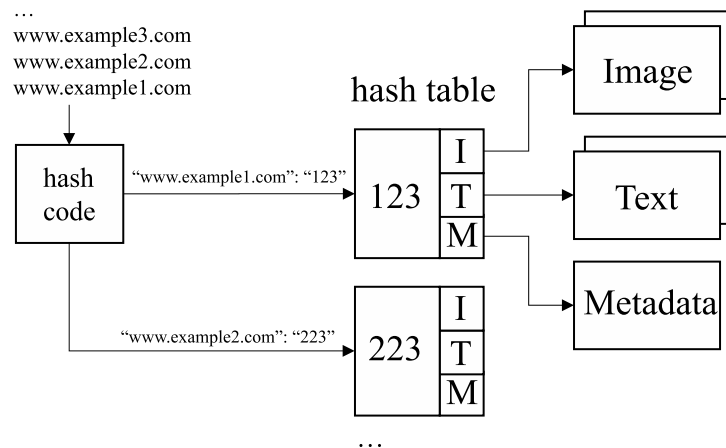 …
www.example3.com
www.example2.com
www.example1.com
hash table
hash
code
“www.example1.com”: “123”
123
I
T
M
Image
Text
Metadata
“www.example2.com”: “223”
223
I
T
M
…